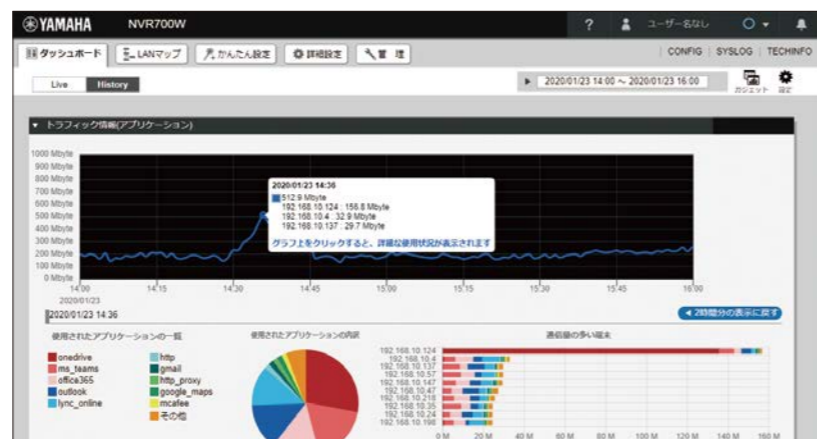 YAMAHA NVR700W ? ユーザー名なし
ダッシュボード LANマップ かんたん設定 詳細設定 管理 CONFIG SYSLOG TECHINFO
Live History 2020/01/23 14:00 ～ 2020/01/23 16:00 ガジェット 設定
トラフィック情報(アプリケーション)
1000 Mbyte
900 Mbyte
800 Mbyte
700 Mbyte
600 Mbyte
500 Mbyte
400 Mbyte
300 Mbyte
200 Mbyte
100 Mbyte
0 Mbyte
2020/01/23 14:36
512.9 Mbyte
192.168.10.124 : 156.8 Mbyte
192.168.10.4 : 32.9 Mbyte
192.168.10.137 : 29.7 Mbyte
グラフ上をクリックすると、詳細な使用状況が表示されます
14:00 14:15 14:30 14:45 15:00 15:15 15:30 15:45 16:00
2020/01/23
2020/01/23 14:36 2時間分の表示に戻す
使用されたアプリケーションの一覧 使用されたアプリケーションの内訳 通信量の多い端末
onedrive http
ms_teams gmail
office365 http_proxy
outlook google_maps
lync_online mcafee
その他
192.168.10.124
192.168.10.4
192.168.10.137
192.168.10.57
192.168.10.147
192.168.10.47
192.168.10.218
192.168.10.35
192.168.10.24
192.168.10.198
0 M 20 M 40 M 60 M 80 M 100 M 120 M 140 M 160 M